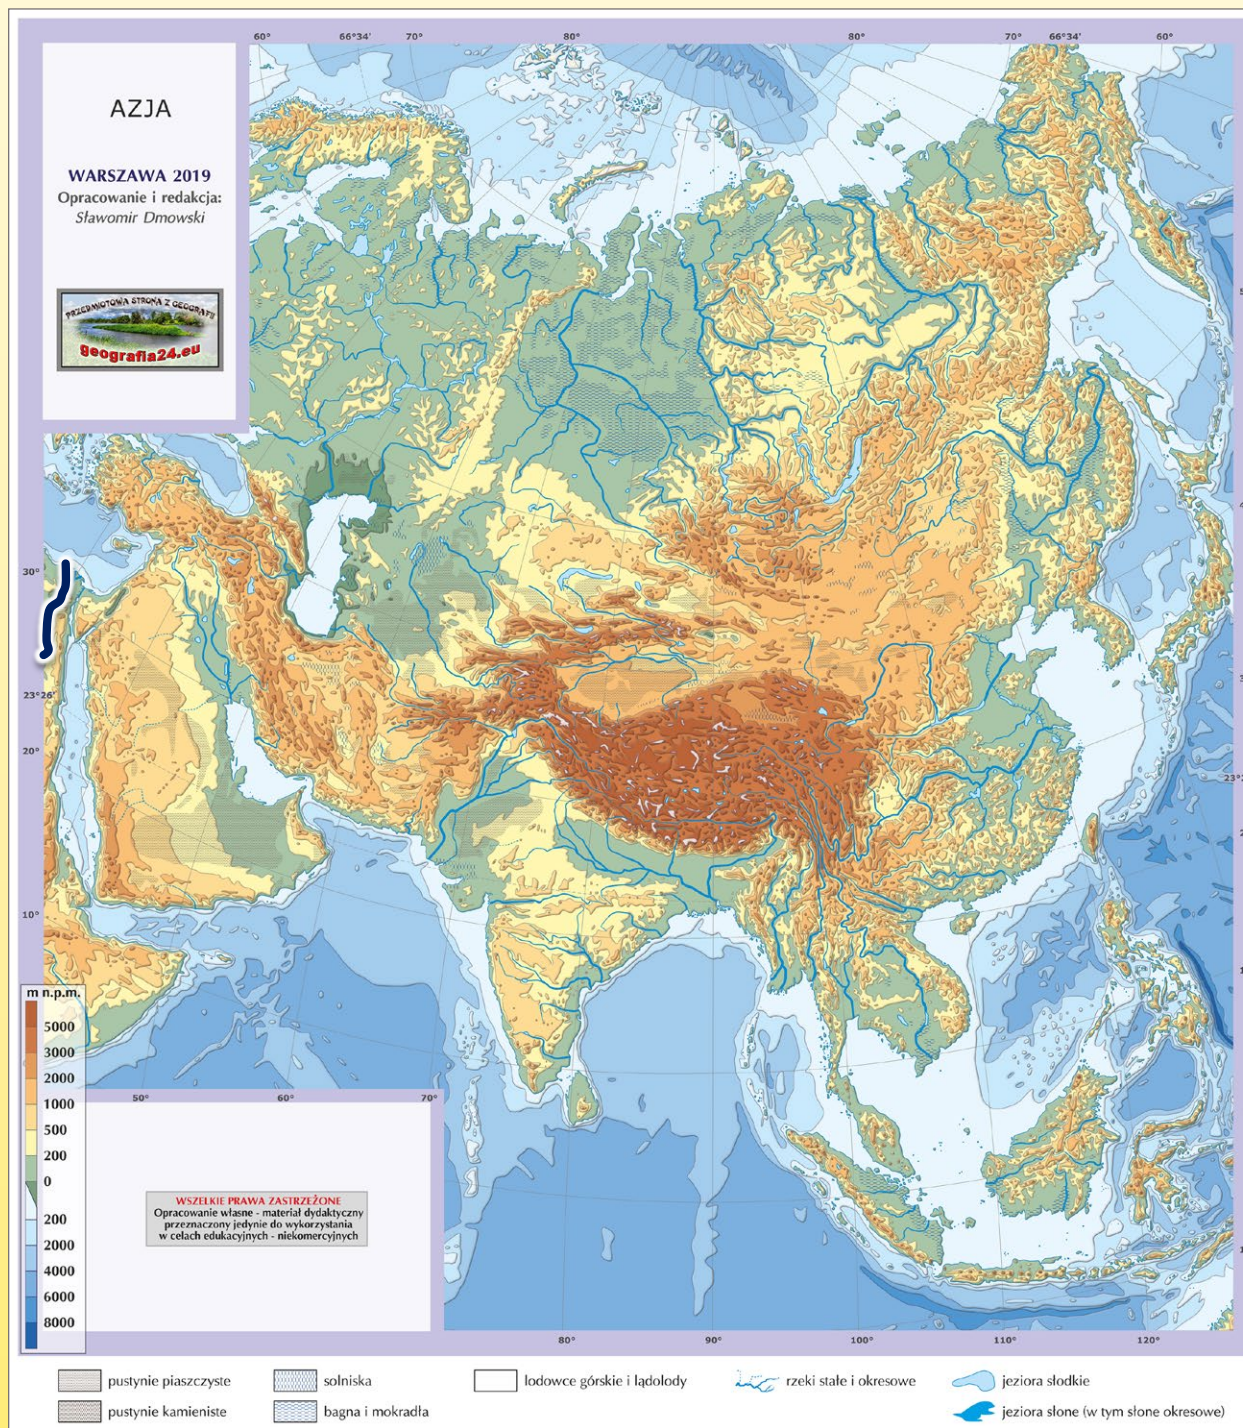 60°
66°34'
70°
80°
80°
70°
66°34'
60°
AZJA
WARSZAWA 2019
Opracowanie i redakcja:
Sławomir Dmowski
PRZEDMIOTOWA STRONA Z GEOGRAFII
geografia24.eu
30°
23°26'
20°
10°
m n.p.m.
5000
3000
2000
1000
500
200
0
200
2000
4000
6000
8000
50°
60°
70°
WSZELKIE PRAWA ZASTRZEŻONE
Opracowanie własne - materiał dydaktyczny
przeznaczony jedynie do wykorzystania
w celach edukacyjnych - niekomercyjnych
80°
90°
100°
110°
120°
pustynie piaszczyste
solniska
lodowce górskie i lądolody
rzeki stałe i okresowe
jeziora słodkie
pustynie kamieniste
bagna i mokradła
jeziora słone (w tym słone okresowe)